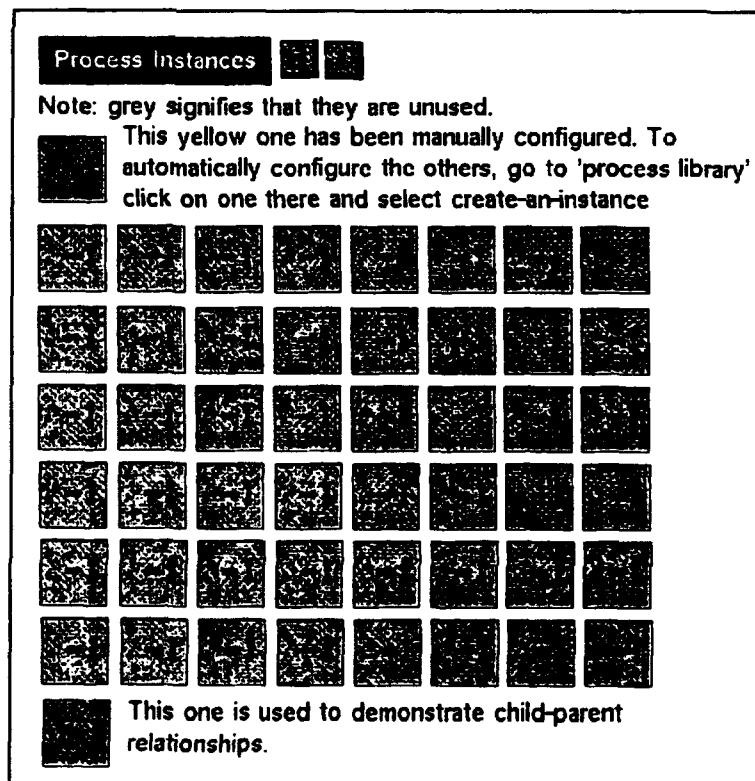 Process Instances
Note: grey signifies that they are unused.
This yellow one has been manually configured. To
automatically configure the others, go to 'process library'
click on one there and select create-an-instance
This one is used to demonstrate child-parent
relationships.